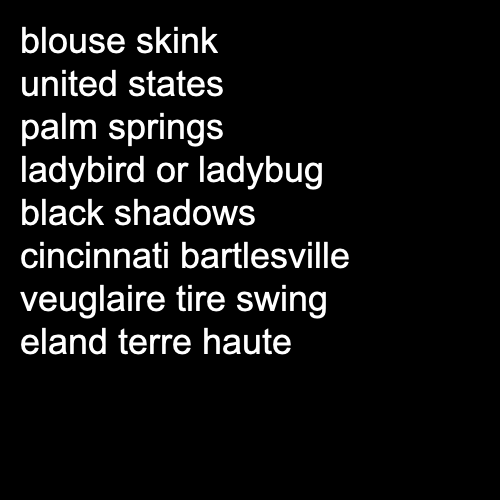 blouse skink
united states
palm springs
ladybird or ladybug
black shadows
cincinnati bartlesville
veuglaire tire swing
eland terre haute